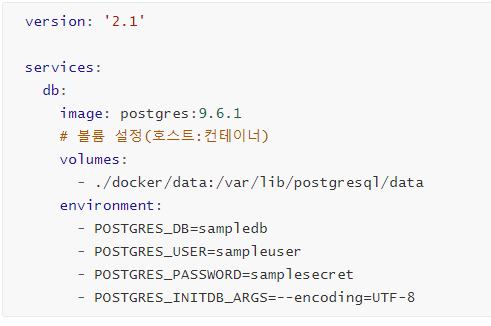 version: '2.1'

services:
  db:
    image: postgres:9.6.1
    # 볼륨 설정(호스트:컨테이너)
    volumes:
      - ./docker/data:/var/lib/postgresql/data
    environment:
      - POSTGRES_DB=sampledb
      - POSTGRES_USER=sampleuser
      - POSTGRES_PASSWORD=samplesecret
      - POSTGRES_INITDB_ARGS=--encoding=UTF-8